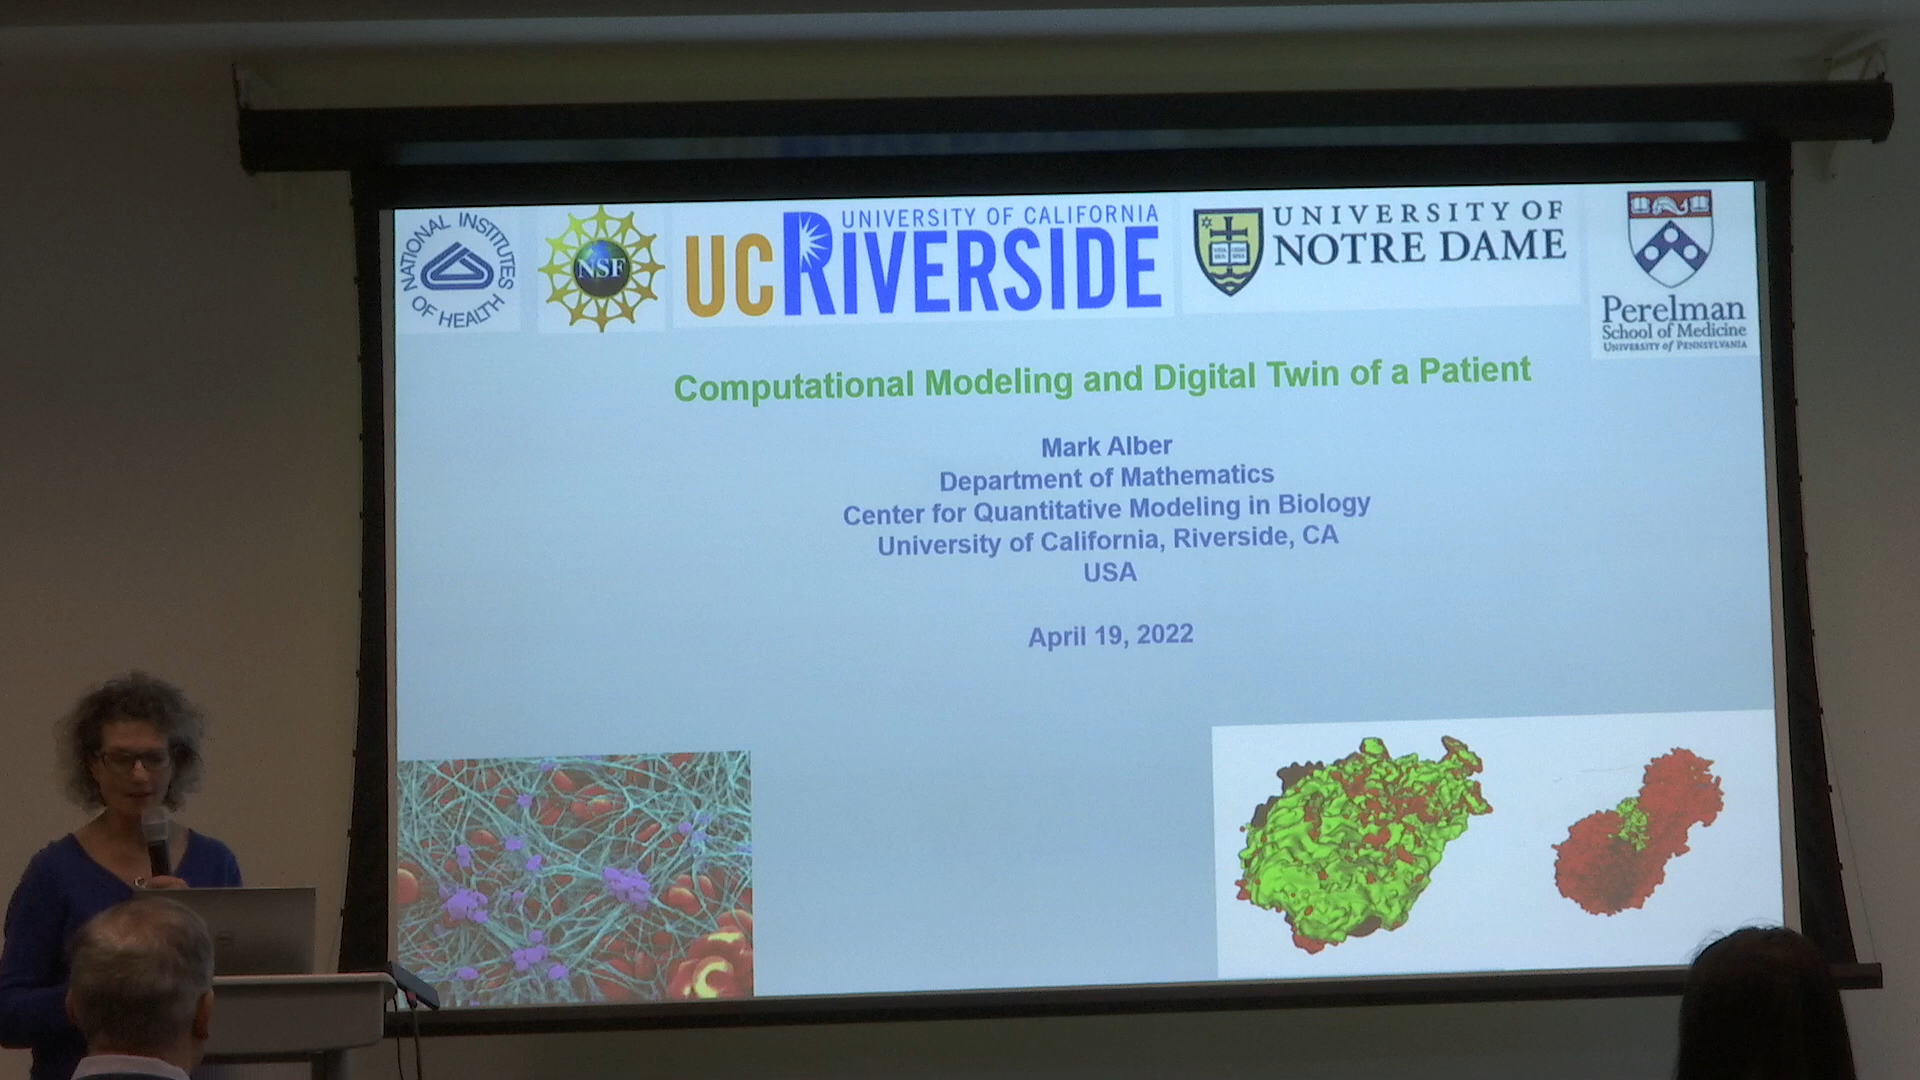 NATIONAL INSTITUTES OF HEALTH
NSF
UNIVERSITY OF CALIFORNIA
UC RIVERSIDE
UNIVERSITY OF
NOTRE DAME
Perelman
School of Medicine
UNIVERSITY of PENNSYLVANIA
Computational Modeling and Digital Twin of a Patient
Mark Alber
Department of Mathematics
Center for Quantitative Modeling in Biology
University of California, Riverside, CA
USA
April 19, 2022